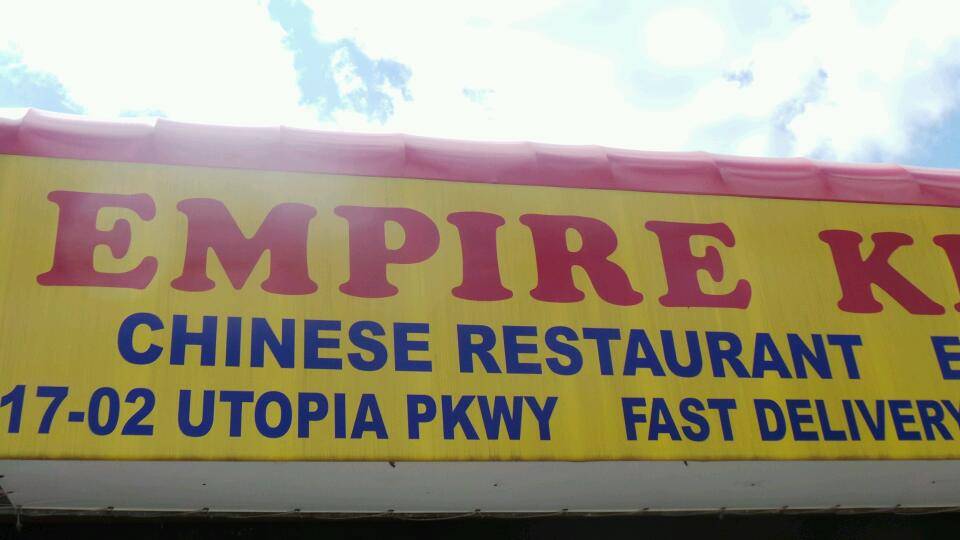 EMPIRE
CHINESE RESTAURANT
17-02 UTOPIA PKWY FAST DELIVERY